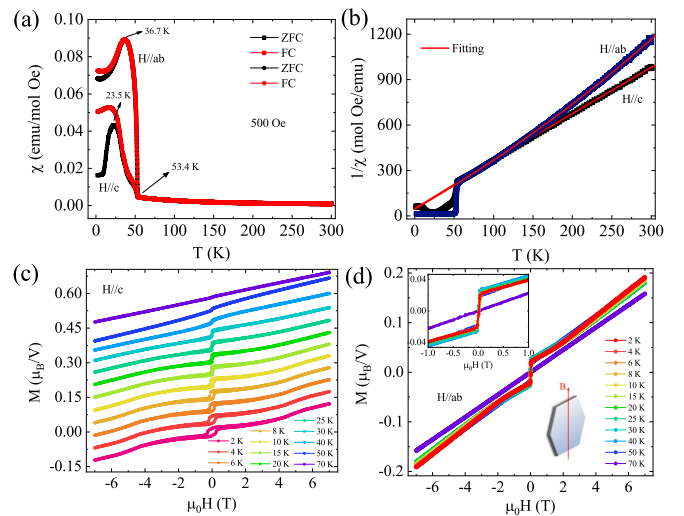 (a)
0.10
0.08
0.06
0.04
0.02
0.00
χ (emu/mol Oe)
36.7 K
H//ab
23.5 K
H//c
53.4 K
ZFC
FC
ZFC
FC
500 Oe
0 50 100 150 200 250 300
T (K)
(b)
1200
900
600
300
0
1/χ (mol Oe/emu)
Fitting
H//ab
H//c
0 50 100 150 200 250 300
T (K)
(c)
H//c
0.60
0.45
0.30
0.15
0.00
-0.15
M (μB/V)
2 K
4 K
6 K
8 K
10 K
15 K
20 K
25 K
30 K
40 K
50 K
70 K
-6 -4 -2 0 2 4 6
μ0H (T)
(d)
0.2
0.1
0.0
-0.1
-0.2
M (μB/V)
0.04
0.00
-0.04
-1.0 -0.5 0.0 0.5 1.0
μ0H (T)
H//ab
B
2 K
4 K
6 K
8 K
10 K
15 K
20 K
25 K
30 K
40 K
50 K
70 K
-6 -4 -2 0 2 4 6
μ0H (T)